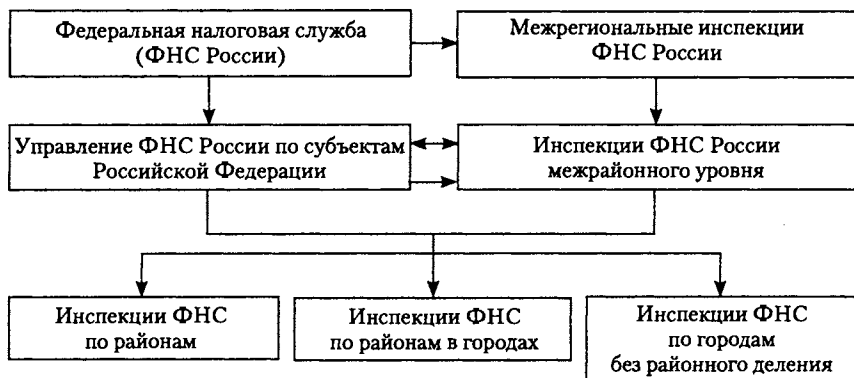 Федеральная налоговая служба
(ФНС России)
Межрегиональные инспекции
ФНС России
Управление ФНС России по субъектам
Российской Федерации
Инспекции ФНС России
межрайонного уровня
Инспекции ФНС
по районам
Инспекции ФНС
по районам в городах
Инспекции ФНС
по городам
без районного деления